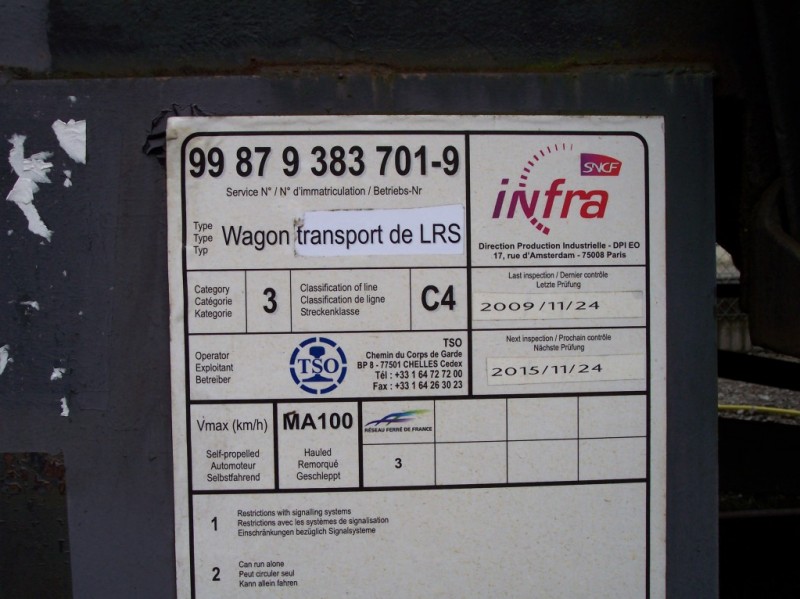 99 87 9 383 701-9
Service N° / N° d'immatriculation / Betriebs-Nr
Type
Type
Typ
Wagon transport de LRS
SNCF
infra
Direction Production Industrielle - DPI EO
17, rue d'Amsterdam - 75008 Paris
Category
Catégorie
Kategorie
3
Classification of line
Classification de ligne
Streckenklasse
C4
Last inspection / Dernier contrôle
Letzte Prüfung
2009/11/24
Operator
Exploitant
Betreiber
TSO
TSO
Chemin du Corps de Garde
BP 8 - 77501 CHELLES Cedex
Tél : +33 1 64 72 72 00
Fax : +33 1 64 26 30 23
Next inspection / Prochain contrôle
Nächste Prüfung
2015/11/24
Vmax (km/h)
Self-propelled
Automoteur
Selbstfahrend
MA100
Hauled
Remorqué
Geschleppt
RÉSEAU FERRÉ DE FRANCE
3
1
Restrictions with signalling systems
Restrictions avec les systèmes de signalisation
Einschränkungen bezüglich Signalsysteme
2
Can run alone
Peut circuler seul
Kann allein fahren